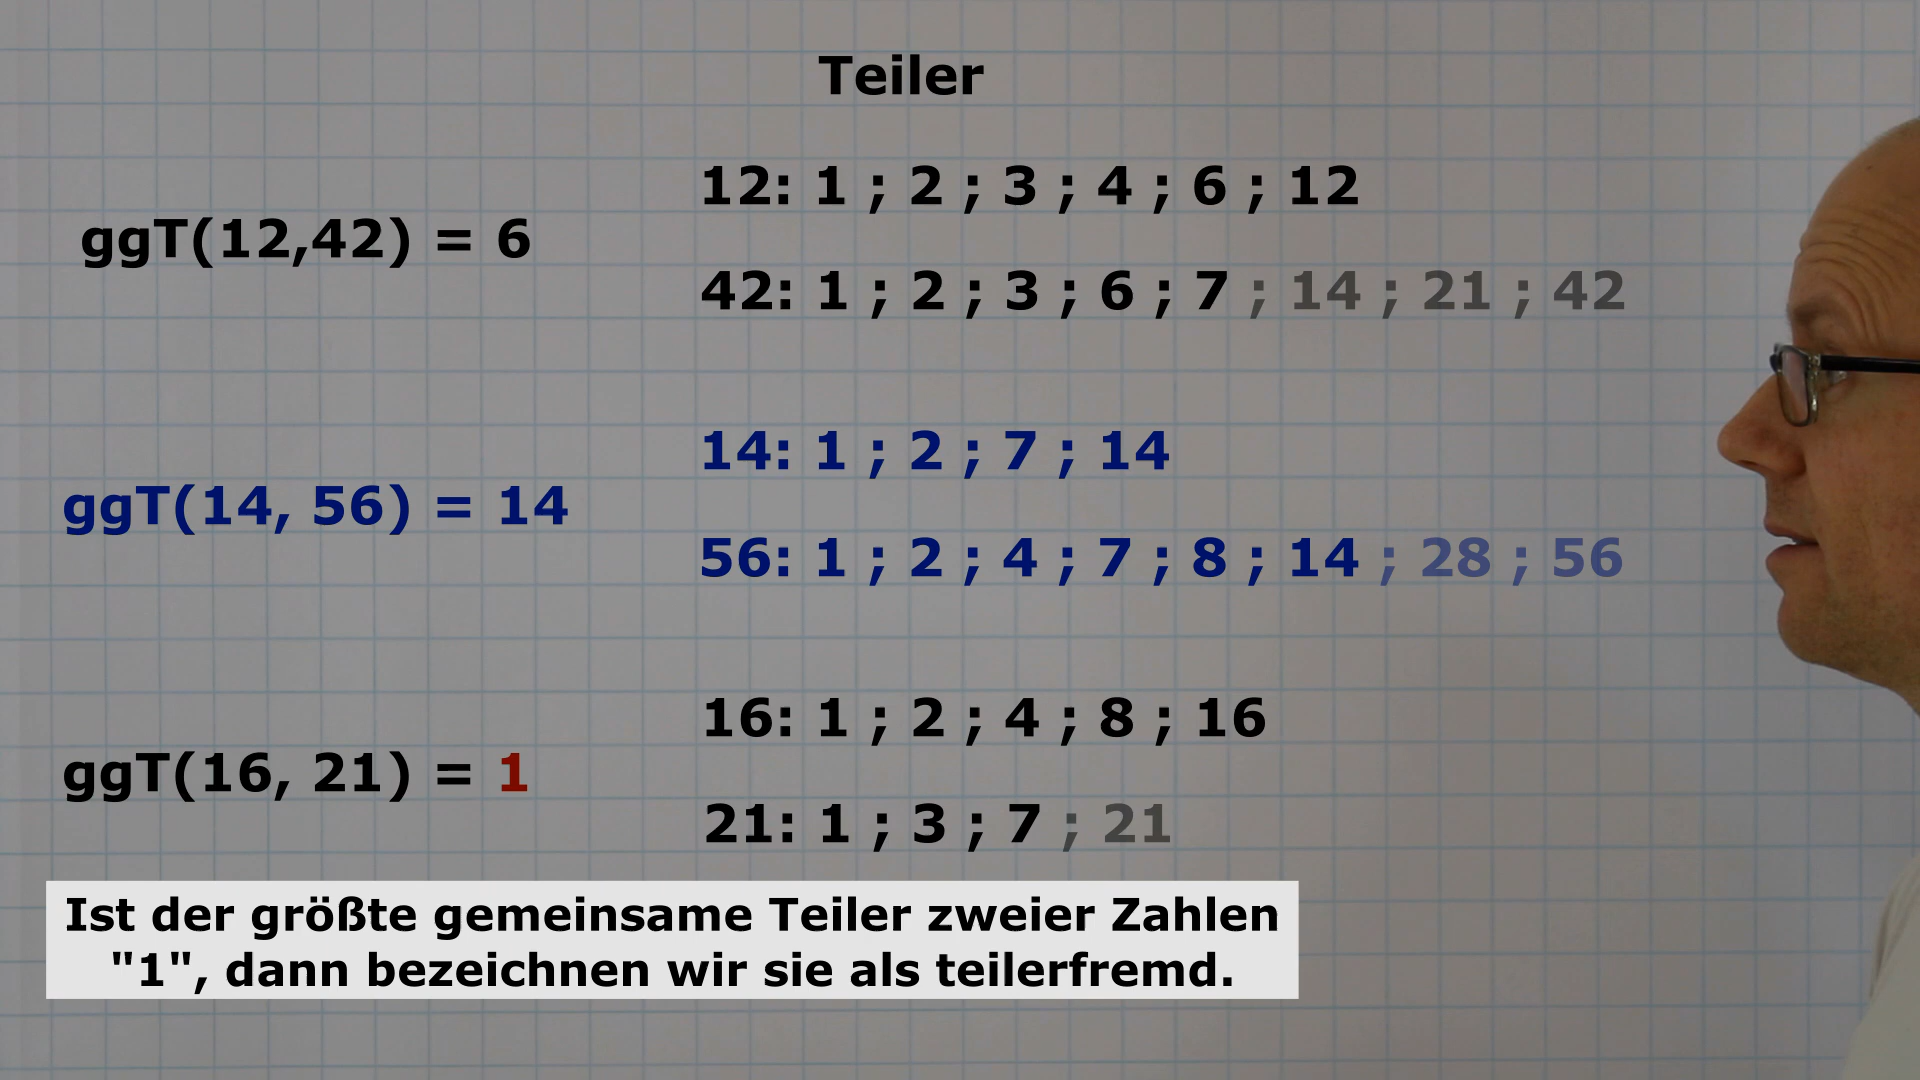 Teiler
12: 1 ; 2 ; 3 ; 4 ; 6 ; 12
ggT(12,42) = 6
42: 1 ; 2 ; 3 ; 6 ; 7 ; 14 ; 21 ; 42
14: 1 ; 2 ; 7 ; 14
ggT(14, 56) = 14
56: 1 ; 2 ; 4 ; 7 ; 8 ; 14 ; 28 ; 56
16: 1 ; 2 ; 4 ; 8 ; 16
ggT(16, 21) = 1
21: 1 ; 3 ; 7 ; 21
Ist der größte gemeinsame Teiler zweier Zahlen
"1", dann bezeichnen wir sie als teilerfremd.